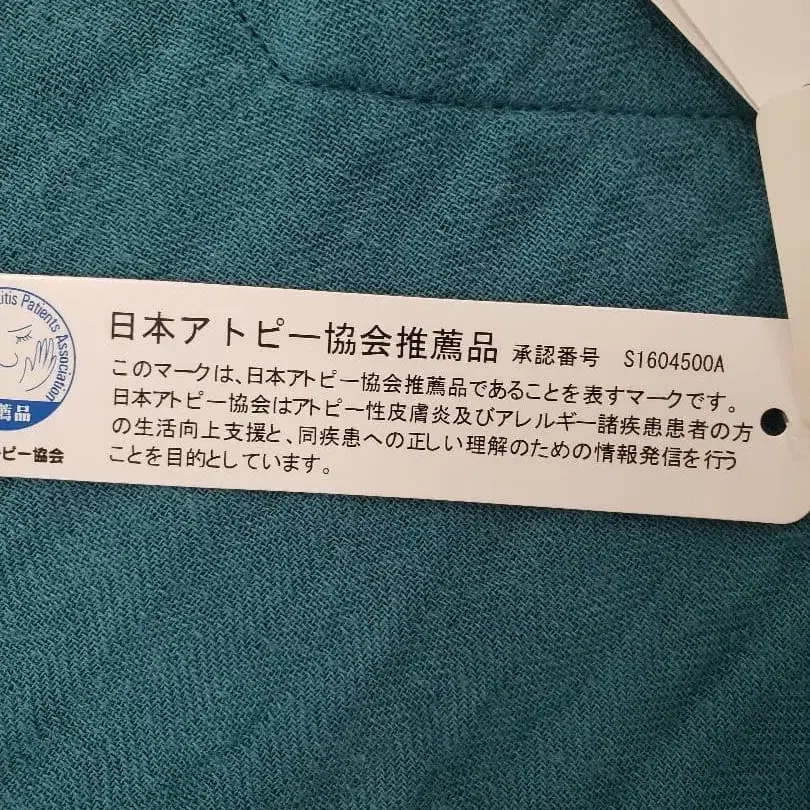 日本アトピー協会推薦品 承認番号 S1604500A
このマークは、日本アトピー協会推薦品であることを表すマークです。
日本アトピー協会はアトピー性皮膚炎及びアレルギー諸疾患患者の方
の生活向上支援と、同疾患への正しい理解のための情報発信を行う
ことを目的としています。
Patients Association
薦品
ピー協会